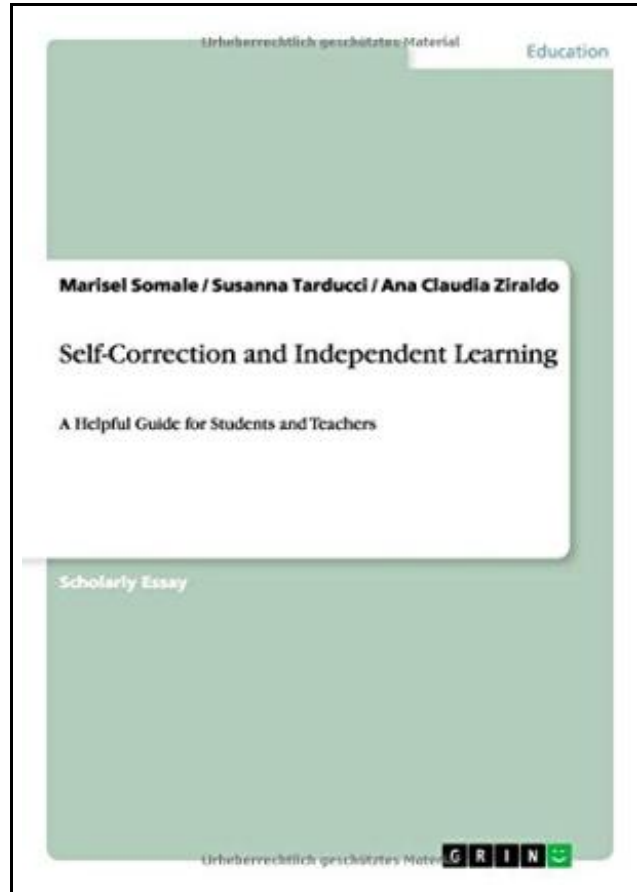 Urheberrechtlich geschütztes Material
Education
Marisel Somale / Susanna Tarducci / Ana Claudia Ziraldo
Self-Correction and Independent Learning
A Helpful Guide for Students and Teachers
Scholarly Essay
Urheberrechtlich geschütztes Mater
GRIN